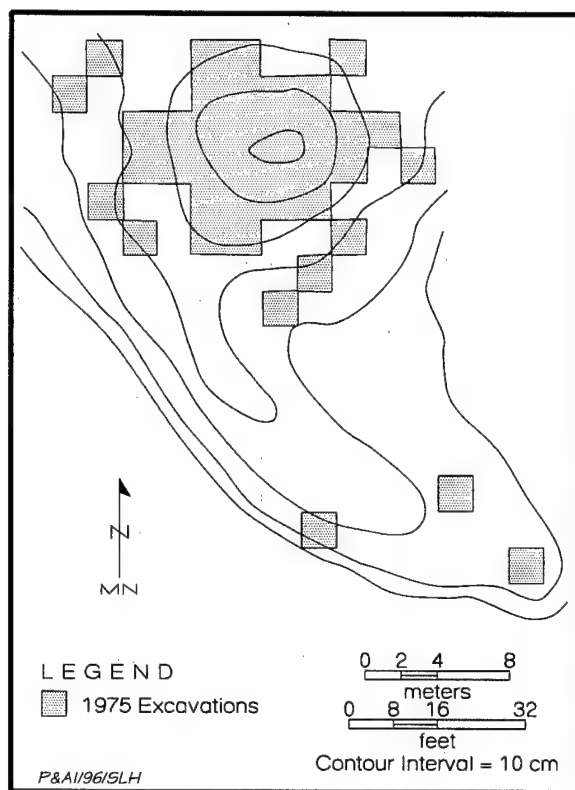 N
MN
LEGEND
1975 Excavations
0 2 4 8
meters
0 8 16 32
feet
Contour Interval = 10 cm
P&AI/96/SLH